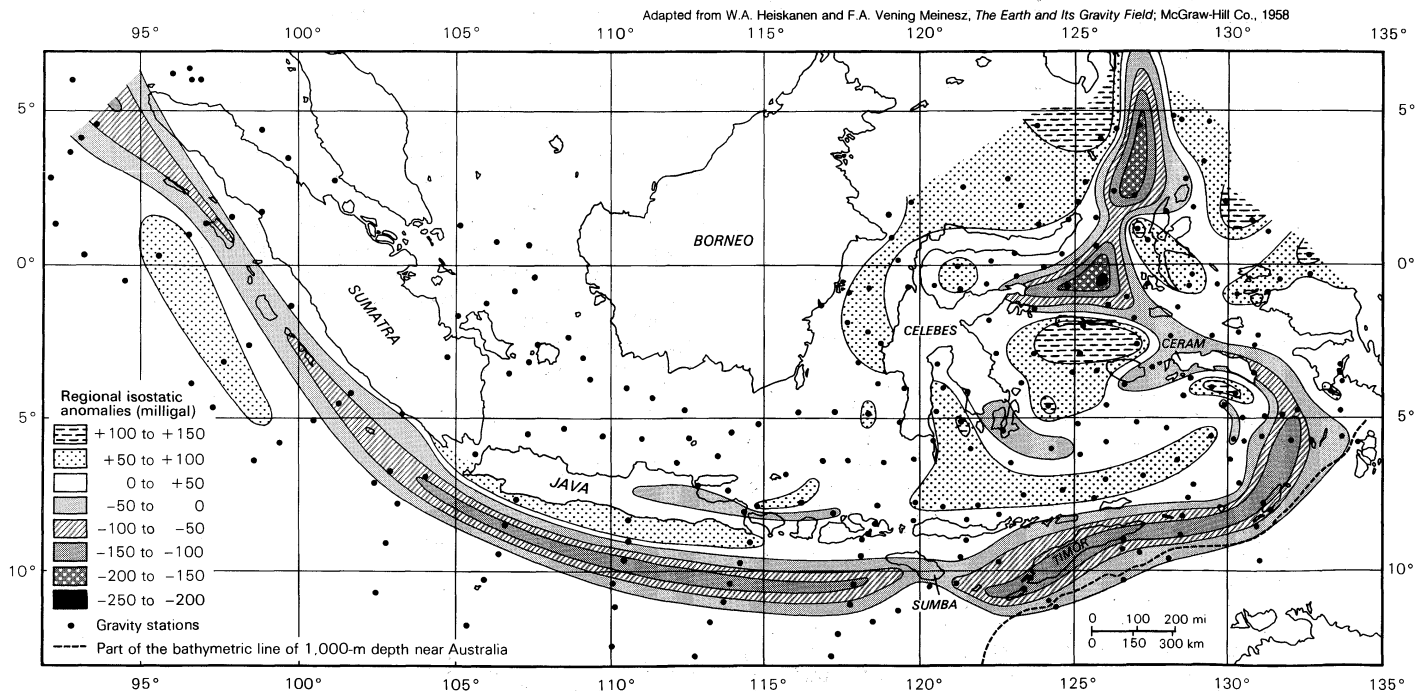 Adapted from W.A. Heiskanen and F.A. Vening Meinesz, The Earth and Its Gravity Field; McGraw-Hill Co., 1958
95° 100° 105° 110° 115° 120° 125° 130° 135°
5° 5°
BORNEO
0° 0°
SUMATRA
CELEBES
CERAM
Regional isostatic
anomalies (milligal)
+100 to +150
+50 to +100
0 to +50
−50 to 0
−100 to −50
−150 to −100
−200 to −150
−250 to −200
Gravity stations
Part of the bathymetric line of 1,000-m depth near Australia
5° 5°
JAVA
TIMOR
10° 10°
SUMBA
0 100 200 mi
0 150 300 km
95° 100° 105° 110° 115° 120° 125° 130° 135°